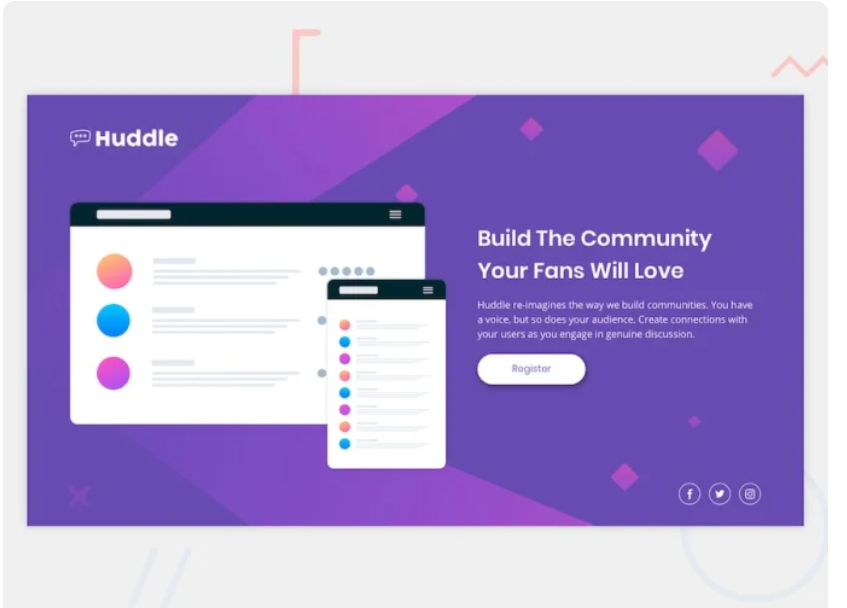 Huddle
Build The Community
Your Fans Will Love
Huddle re-imagines the way we build communities. You have
a voice, but so does your audience. Create connections with
your users as you engage in genuine discussion.
Register